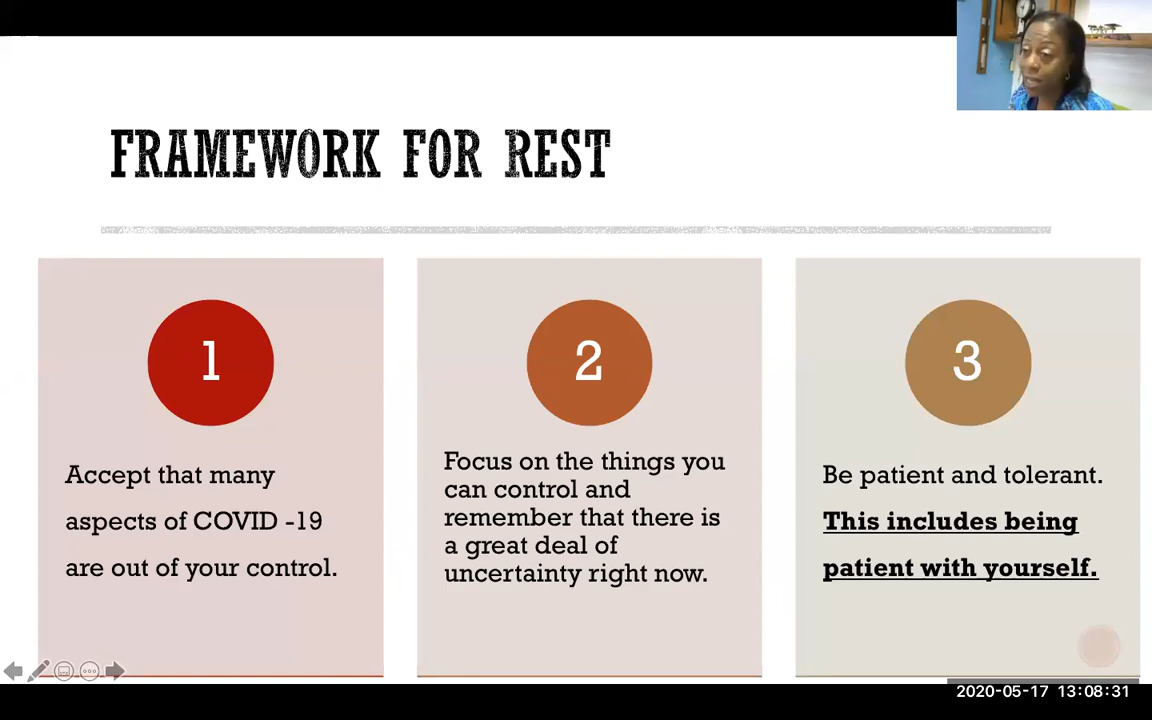 FRAMEWORK FOR REST
1
Accept that many
aspects of COVID -19
are out of your control.
2
Focus on the things you
can control and
remember that there is
a great deal of
uncertainty right now.
3
Be patient and tolerant.
This includes being
patient with yourself.
2020-05-17 13:08:31